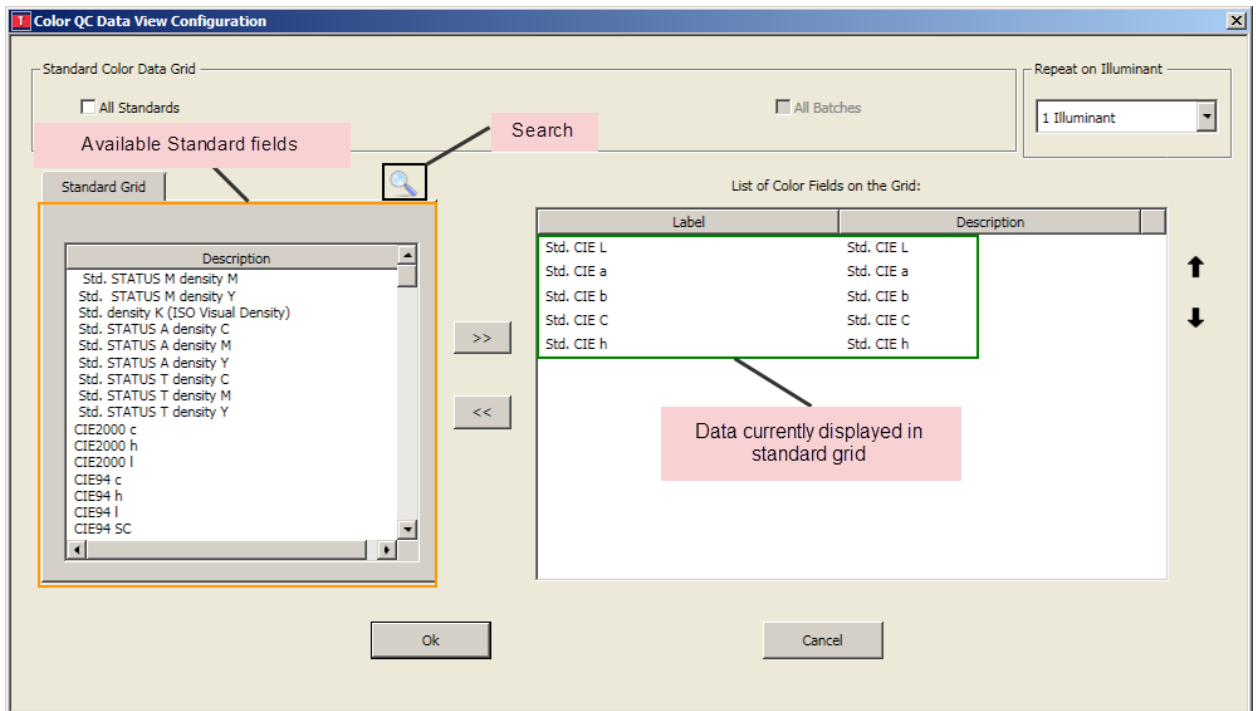 Color QC Data View Configuration
Standard Color Data Grid
Repeat on Illuminant
All Standards
All Batches
1 Illuminant
Available Standard fields
Search
Standard Grid
List of Color Fields on the Grid:
Description
Std. STATUS M density M
Std. STATUS M density Y
Std. density K (ISO Visual Density)
Std. STATUS A density C
Std. STATUS A density M
Std. STATUS A density Y
Std. STATUS T density C
Std. STATUS T density M
Std. STATUS T density Y
CIE2000 c
CIE2000 h
CIE2000 l
CIE94 c
CIE94 h
CIE94 l
CIE94 SC
>>
<<
Label Description
Std. CIE L Std. CIE L
Std. CIE a Std. CIE a
Std. CIE b Std. CIE b
Std. CIE C Std. CIE C
Std. CIE h Std. CIE h
Data currently displayed in
standard grid
Ok
Cancel